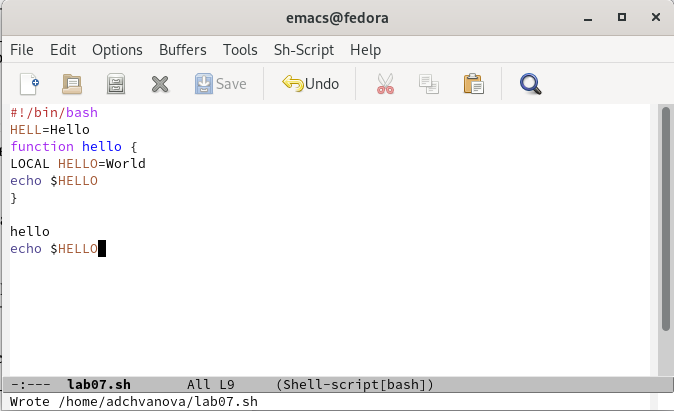 emacs@fedora
File Edit Options Buffers Tools Sh-Script Help
Save Undo
#!/bin/bash
HELL=Hello
function hello {
LOCAL HELLO=World
echo $HELLO
}
hello
echo $HELLO
-:--- lab07.sh All L9 (Shell-script[bash])
Wrote /home/adchvanova/lab07.sh